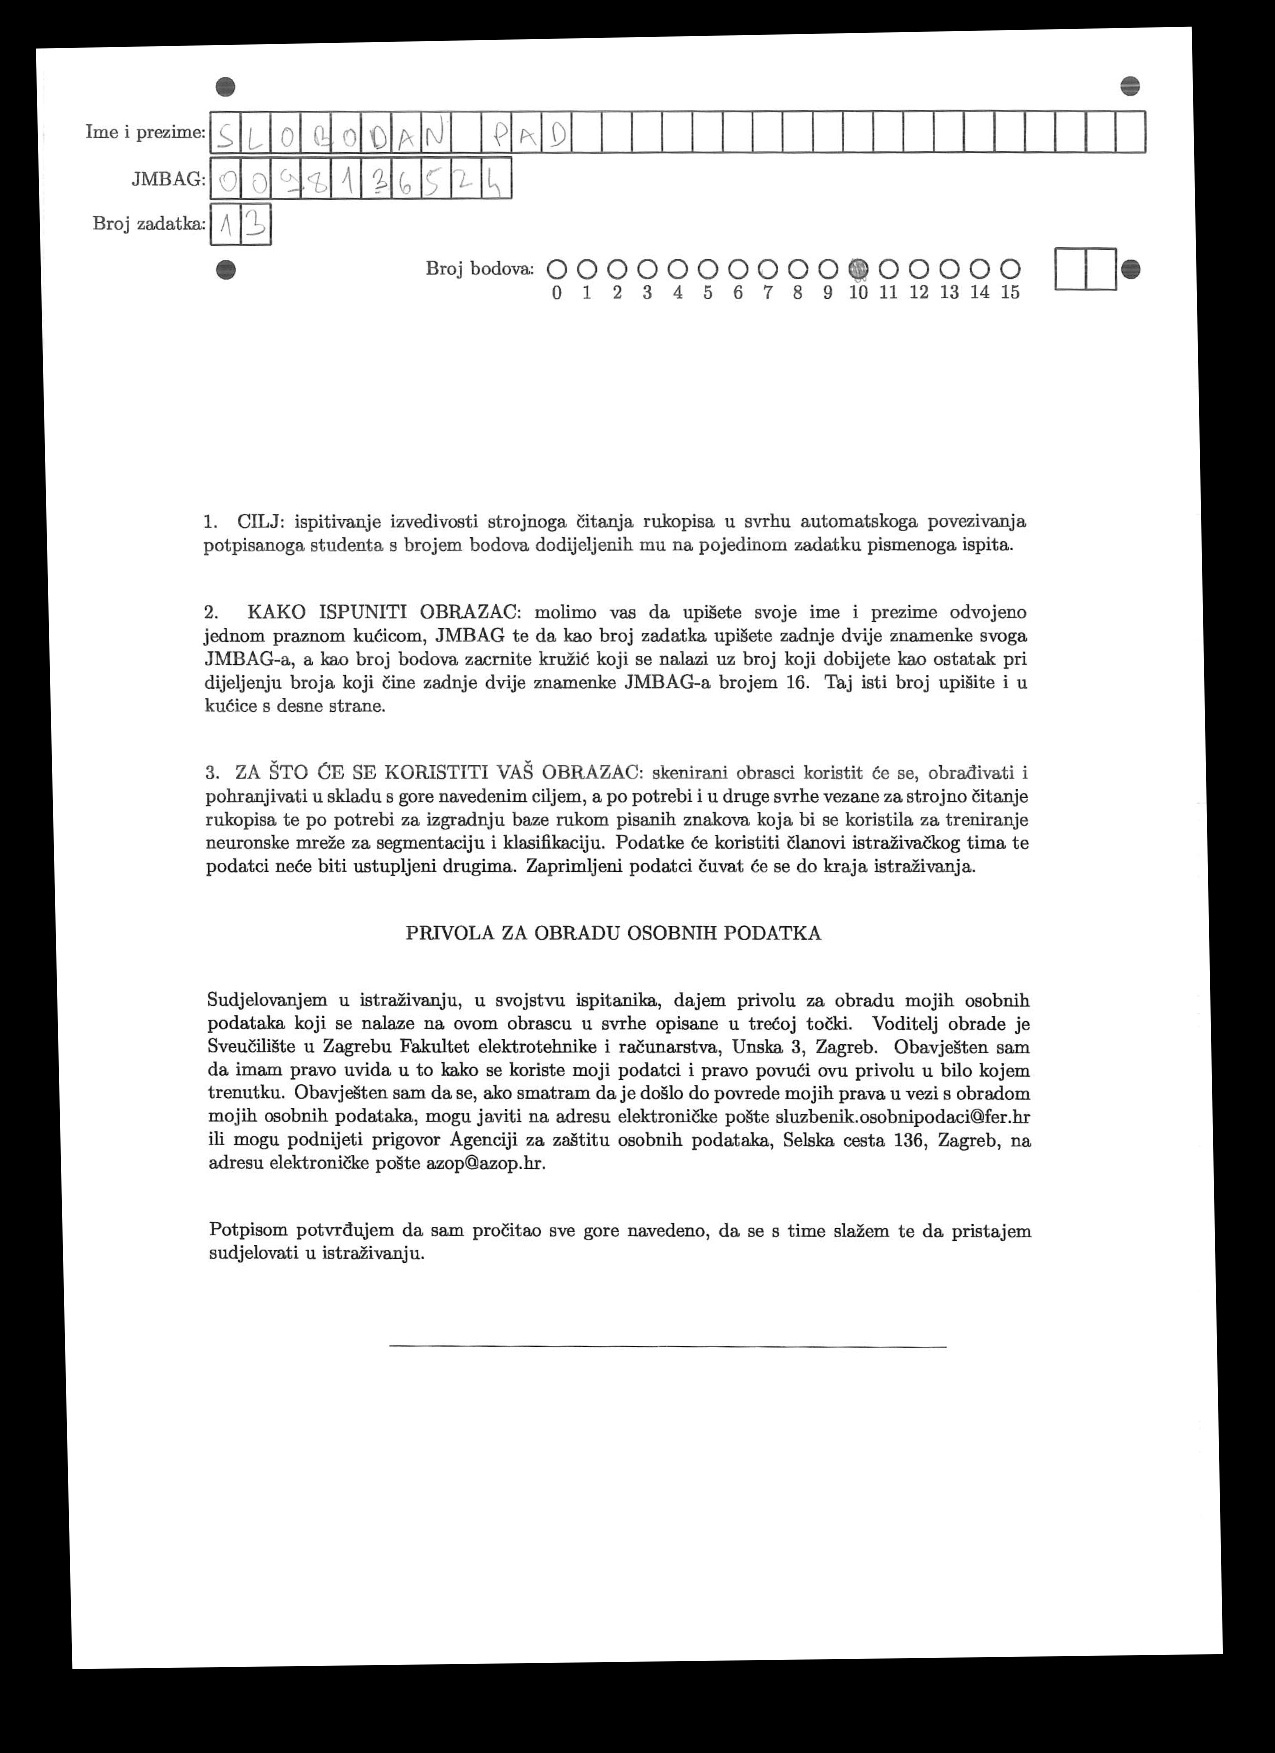 Ime i prezime: SLOBODAN PAD
JMBAG: 0098136524
Broj zadatka: 13
Broj bodova:
0 1 2 3 4 5 6 7 8 9 10 11 12 13 14 15
1. CILJ: ispitivanje izvedivosti strojnoga čitanja rukopisa u svrhu automatskoga povezivanja
potpisanoga studenta s brojem bodova dodijeljenih mu na pojedinom zadatku pismenoga ispita.
2. KAKO ISPUNITI OBRAZAC: molimo vas da upišete svoje ime i prezime odvojeno
jednom praznom kućicom, JMBAG te da kao broj zadatka upišete zadnje dvije znamenke svoga
JMBAG-a, a kao broj bodova zacrnite kružić koji se nalazi uz broj koji dobijete kao ostatak pri
dijeljenju broja koji čine zadnje dvije znamenke JMBAG-a brojem 16. Taj isti broj upišite i u
kućice s desne strane.
3. ZA ŠTO ĆE SE KORISTITI VAŠ OBRAZAC: skenirani obrasci koristit će se, obrađivati i
pohranjivati u skladu s gore navedenim ciljem, a po potrebi i u druge svrhe vezane za strojno čitanje
rukopisa te po potrebi za izgradnju baze rukom pisanih znakova koja bi se koristila za treniranje
neuronske mreže za segmentaciju i klasifikaciju. Podatke će koristiti članovi istraživačkog tima te
podatci neće biti ustupljeni drugima. Zaprimljeni podatci čuvat će se do kraja istraživanja.
PRIVOLA ZA OBRADU OSOBNIH PODATKA
Sudjelovanjem u istraživanju, u svojstvu ispitanika, dajem privolu za obradu mojih osobnih
podataka koji se nalaze na ovom obrascu u svrhe opisane u trećoj točki. Voditelj obrade je
Sveučilište u Zagrebu Fakultet elektrotehnike i računarstva, Unska 3, Zagreb. Obavješten sam
da imam pravo uvida u to kako se koriste moji podatci i pravo povući ovu privolu u bilo kojem
trenutku. Obavješten sam da se, ako smatram da je došlo do povrede mojih prava u vezi s obradom
mojih osobnih podataka, mogu javiti na adresu elektroničke pošte sluzbenik.osobnipodaci@fer.hr
ili mogu podnijeti prigovor Agenciji za zaštitu osobnih podataka, Selska cesta 136, Zagreb, na
adresu elektroničke pošte azop@azop.hr.
Potpisom potvrđujem da sam pročitao sve gore navedeno, da se s time slažem te da pristajem
sudjelovati u istraživanju.